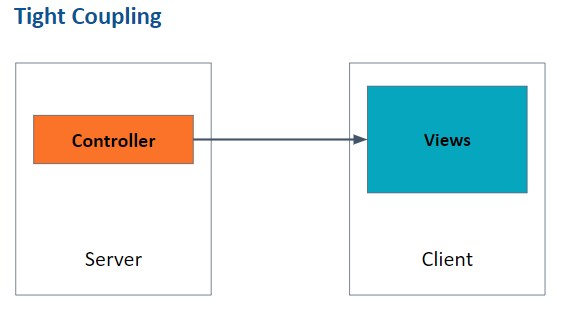 Tight Coupling
Controller
Views
Server
Client